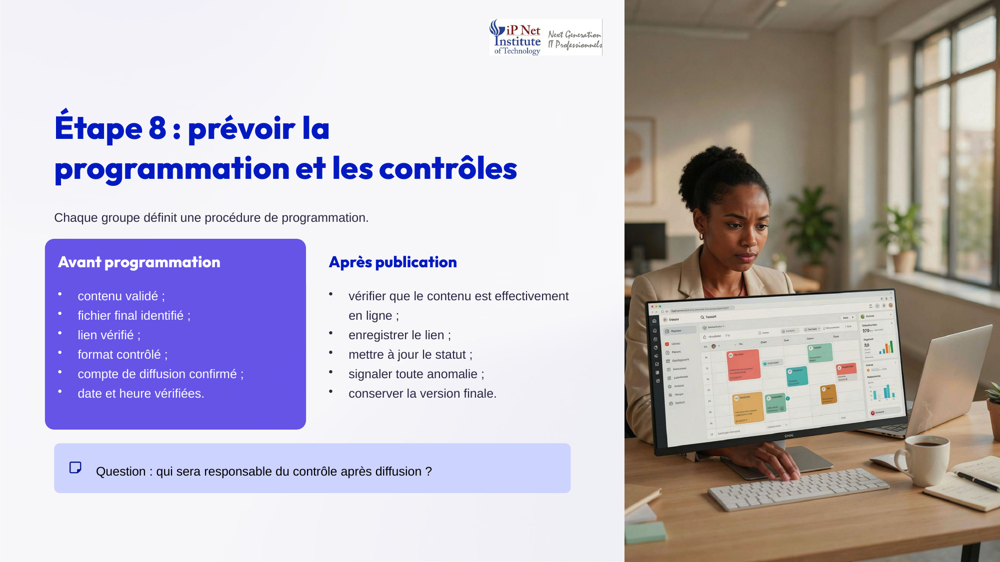 iP Net
Institute
of Technology
Next Generation
IT Professionnels
Étape 8 : prévoir la
programmation et les contrôles
Chaque groupe définit une procédure de programmation.
Avant programmation
• contenu validé ;
• fichier final identifié ;
• lien vérifié ;
• format contrôlé ;
• compte de diffusion confirmé ;
• date et heure vérifiées.
Après publication
• vérifier que le contenu est effectivement
en ligne ;
• enregistrer le lien ;
• mettre à jour le statut ;
• signaler toute anomalie ;
• conserver la version finale.
Question : qui sera responsable du contrôle après diffusion ?